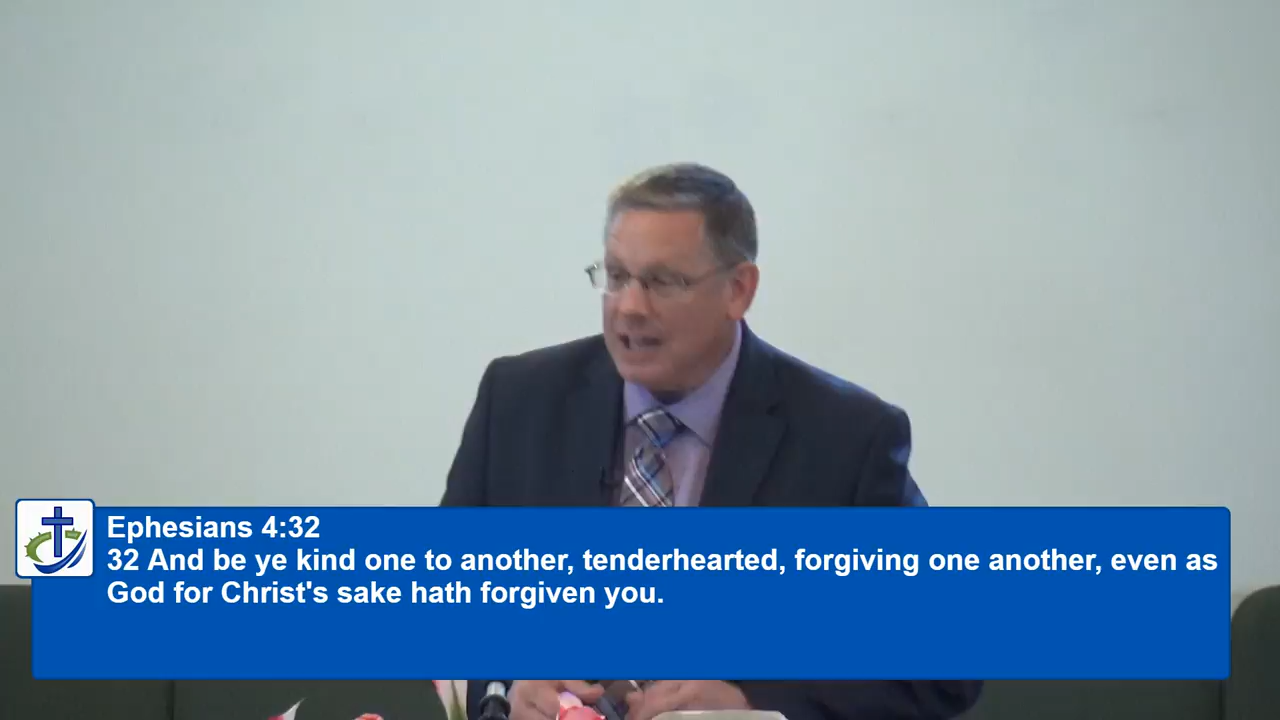 Ephesians 4:32
32 And be ye kind one to another, tenderhearted, forgiving one another, even as
God for Christ's sake hath forgiven you.